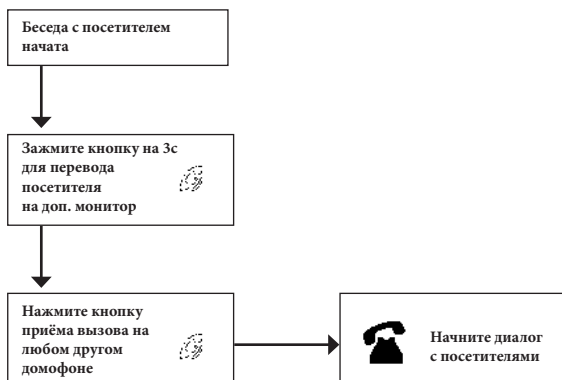 Беседа с посетителем
начата
Зажмите кнопку на 3с
для перевода
посетителя
на доп. монитор
Нажмите кнопку
приёма вызова на
любом другом
домофоне
Начните диалог
с посетителями